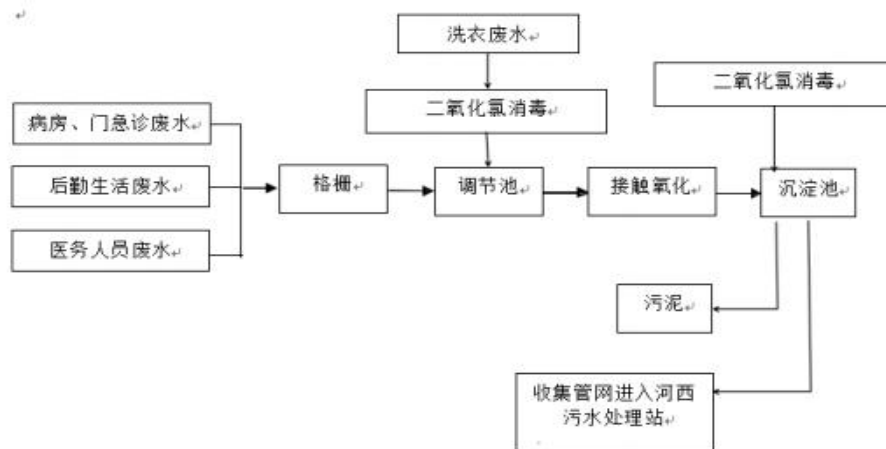 洗衣废水
二氧化氯消毒
二氧化氯消毒
病房、门急诊废水
后勤生活废水
格栅
调节池
接触氧化
沉淀池
医务人员废水
污泥
收集管网进入河西
污水处理站